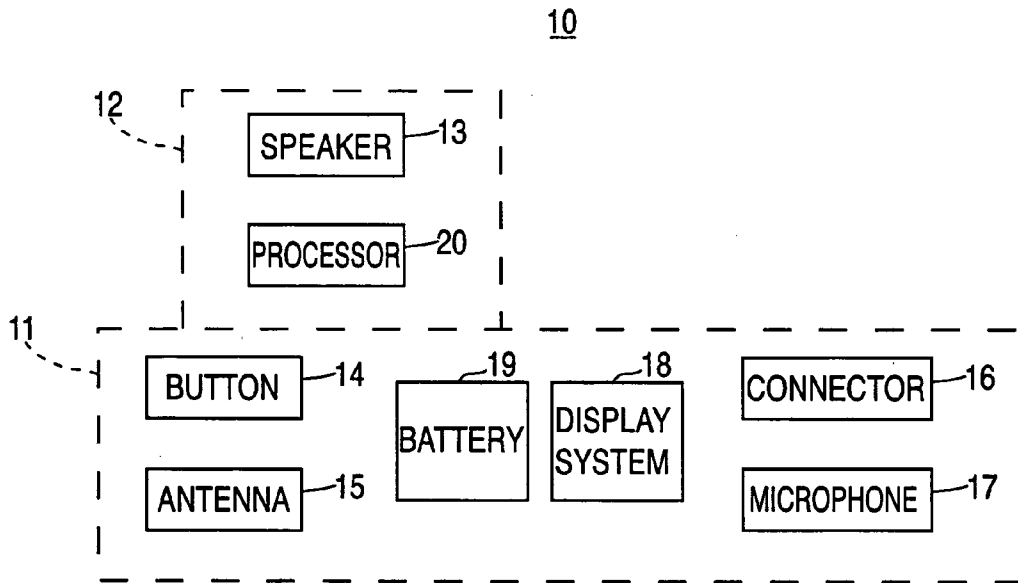 10
12
SPEAKER 13
PROCESSOR 20
11
BUTTON 14
19
BATTERY
18
DISPLAY
SYSTEM
CONNECTOR 16
ANTENNA 15
MICROPHONE 17